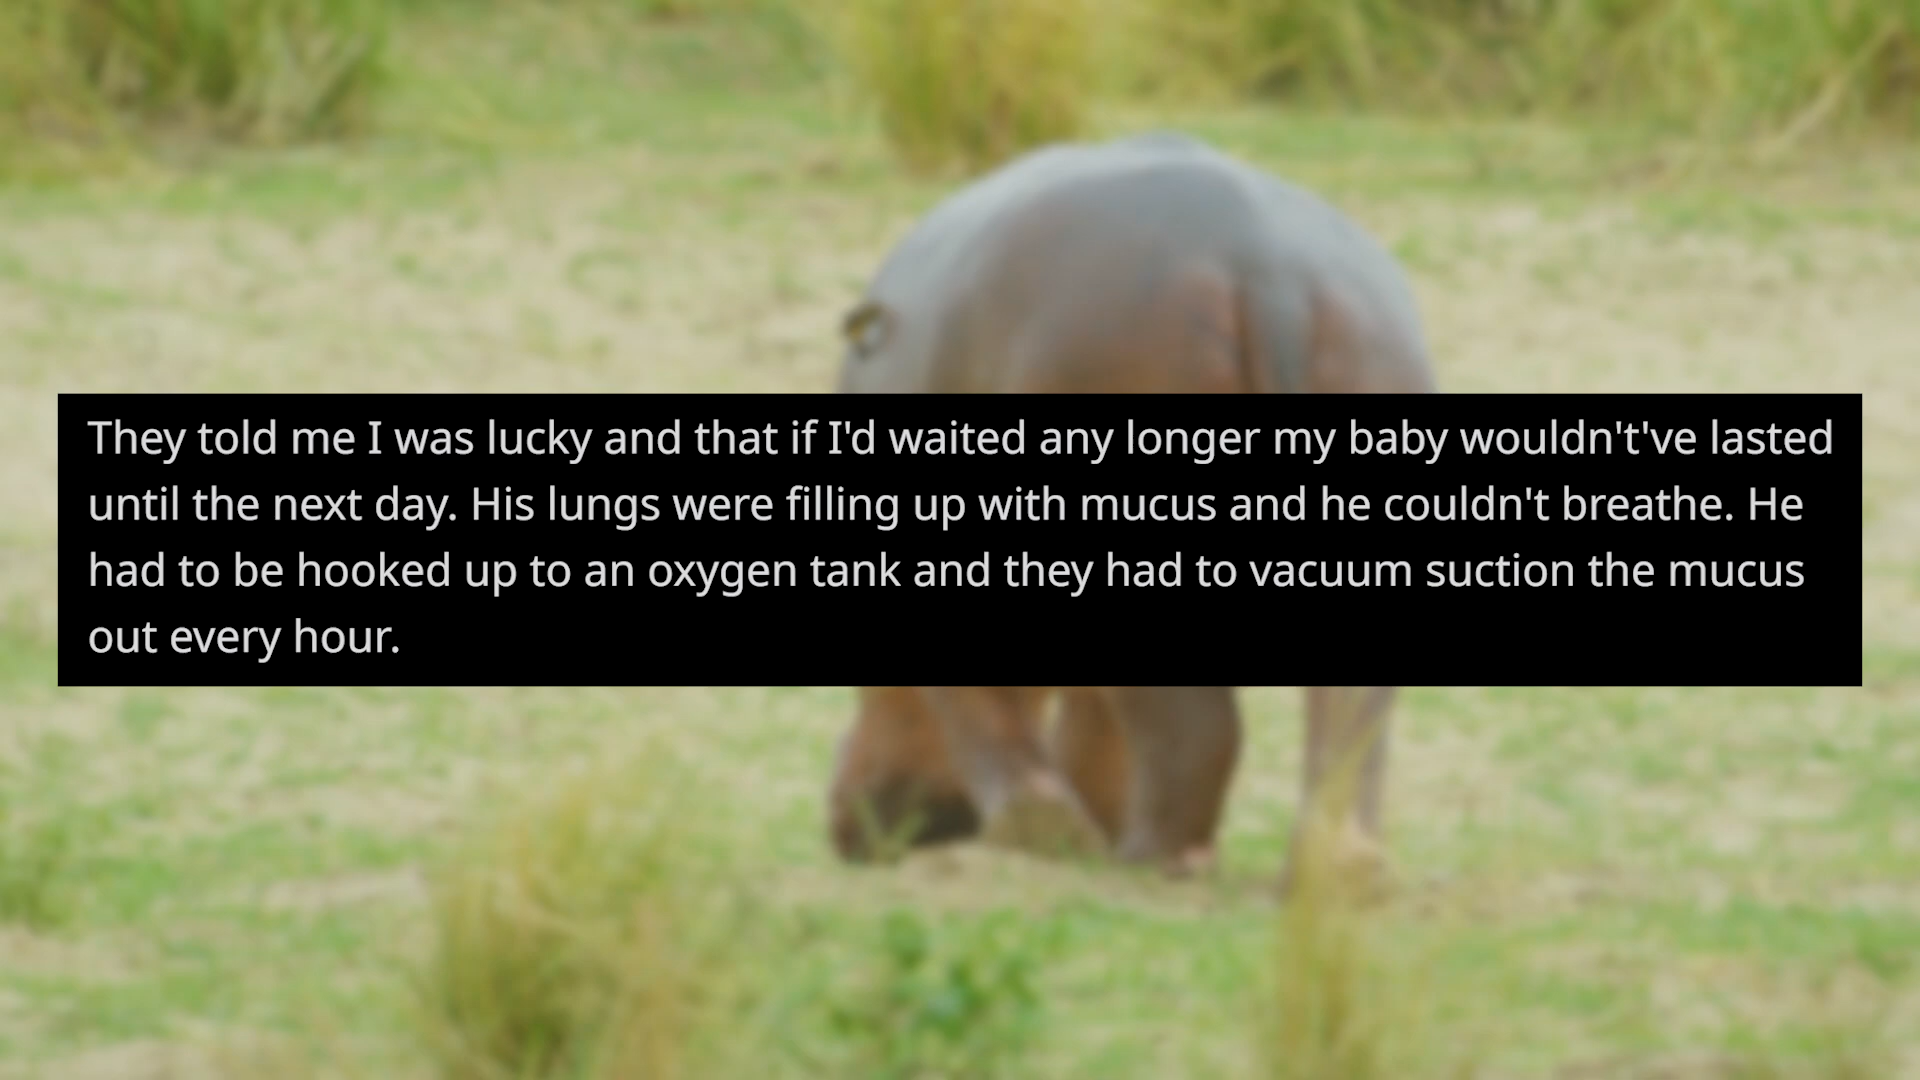 They told me I was lucky and that if I'd waited any longer my baby wouldn't've lasted
until the next day. His lungs were filling up with mucus and he couldn't breathe. He
had to be hooked up to an oxygen tank and they had to vacuum suction the mucus
out every hour.